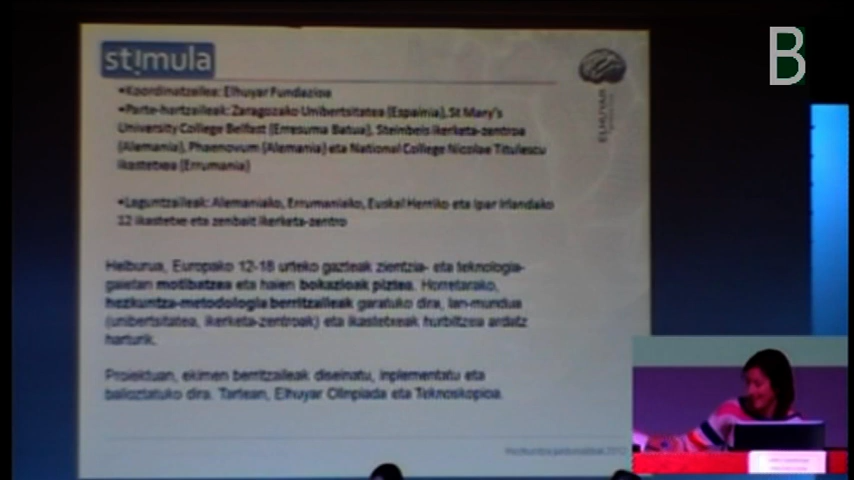 B
st!mula
•Koordinatzailea: Elhuyar Fundazioa
•Parte-hartzaileak: Zaragozako Unibertsitatea (Espainia), St Mary's
University College Belfast (Erresuma Batua), Steinbeis ikerketa-zentroa
(Alemania), Phaenovum (Alemania) eta National College Nicolae Titulescu
ikastetxea (Errumania)
ELHUYAR
•Laguntzaileak: Alemaniako, Errumaniako, Euskal Herriko eta Ipar Irlandako
12 ikastetxe eta zenbait ikerketa-zentro
Helburua, Europako 12-18 urteko gazteak zientzia- eta teknologia-
gaietan motibatzea eta haien bokazioak piztea. Horretarako,
hezkuntza-metodologia berritzaileak garatuko dira, lan-mundua
(unibertsitatea, ikerketa-zentroak) eta ikastetxeak hurbiltzea ardatz
harturik.
Proiektuan, ekimen berritzaileak diseinatu, inplementatu eta
balioztatuko dira. Tartean, Elhuyar Olinpiada eta Teknoskopioa.